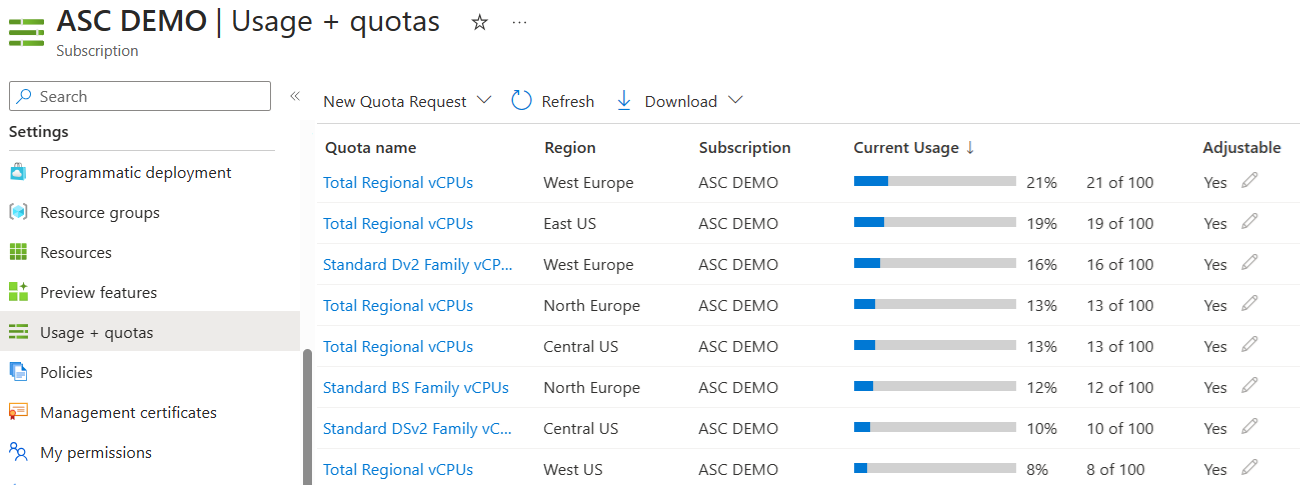 ASC DEMO | Usage + quotas
Subscription
Search
Settings
Programmatic deployment
Resource groups
Resources
Preview features
Usage + quotas
Policies
Management certificates
My permissions
New Quota Request Refresh Download
Quota name Region Subscription Current Usage ↓ Adjustable
Total Regional vCPUs West Europe ASC DEMO 21% 21 of 100 Yes
Total Regional vCPUs East US ASC DEMO 19% 19 of 100 Yes
Standard Dv2 Family vCP... West Europe ASC DEMO 16% 16 of 100 Yes
Total Regional vCPUs North Europe ASC DEMO 13% 13 of 100 Yes
Total Regional vCPUs Central US ASC DEMO 13% 13 of 100 Yes
Standard BS Family vCPUs North Europe ASC DEMO 12% 12 of 100 Yes
Standard DSv2 Family vC... Central US ASC DEMO 10% 10 of 100 Yes
Total Regional vCPUs West US ASC DEMO 8% 8 of 100 Yes